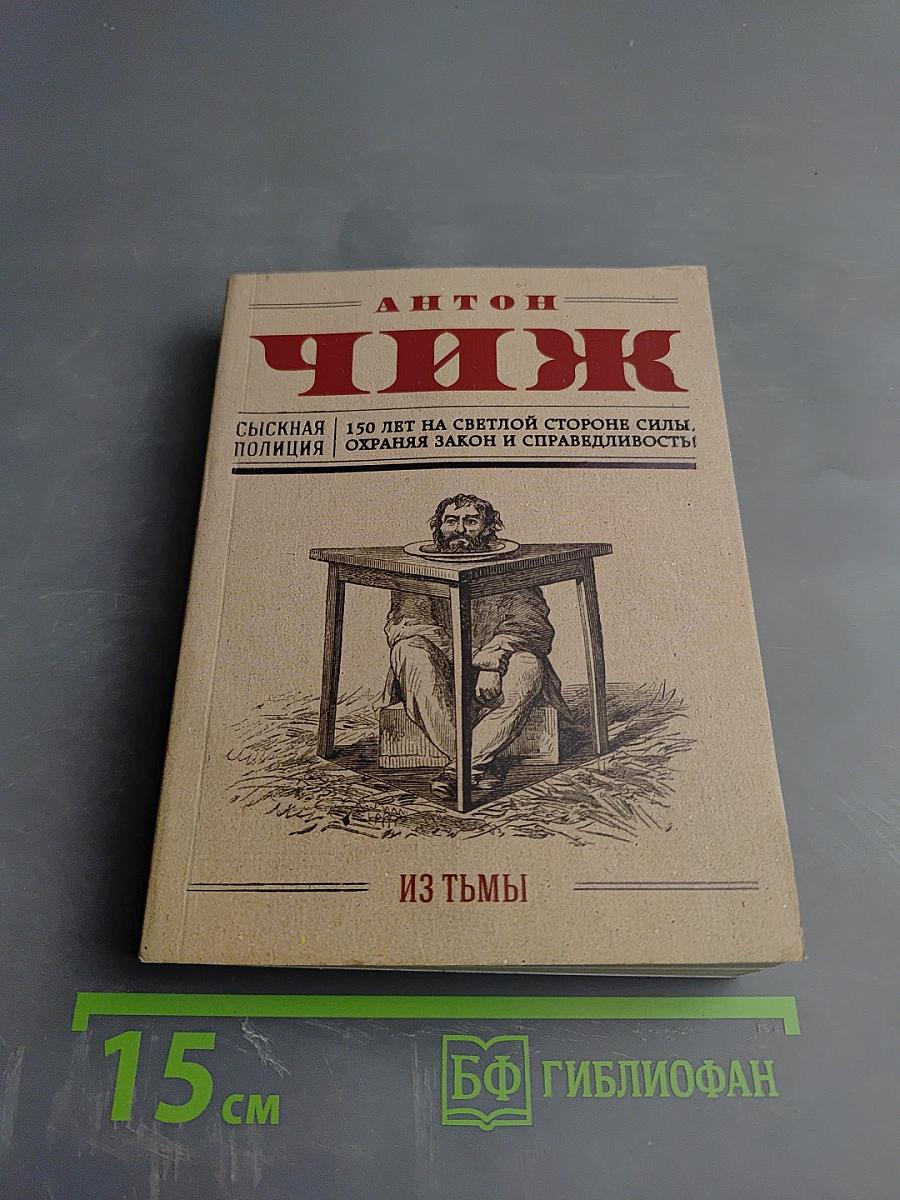 АНТОН
ЧИЖ
СЫСКНАЯ
ПОЛИЦИЯ
150 ЛЕТ НА СВЕТЛОЙ СТОРОНЕ СИЛЫ,
ОХРАНЯЯ ЗАКОН И СПРАВЕДЛИВОСТЬ!
ИЗ ТЬМЫ
15 см
БФ ГИБЛИОФАН